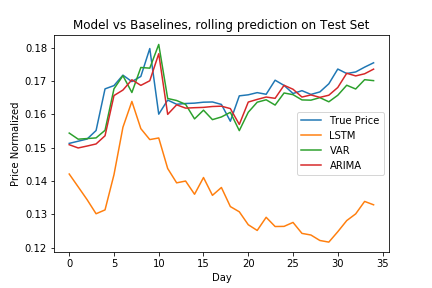 Model vs Baselines, rolling prediction on Test Set
Price Normalized
0.18
0.17
0.16
0.15
0.14
0.13
0.12
True Price
LSTM
VAR
ARIMA
0 5 10 15 20 25 30 35
Day